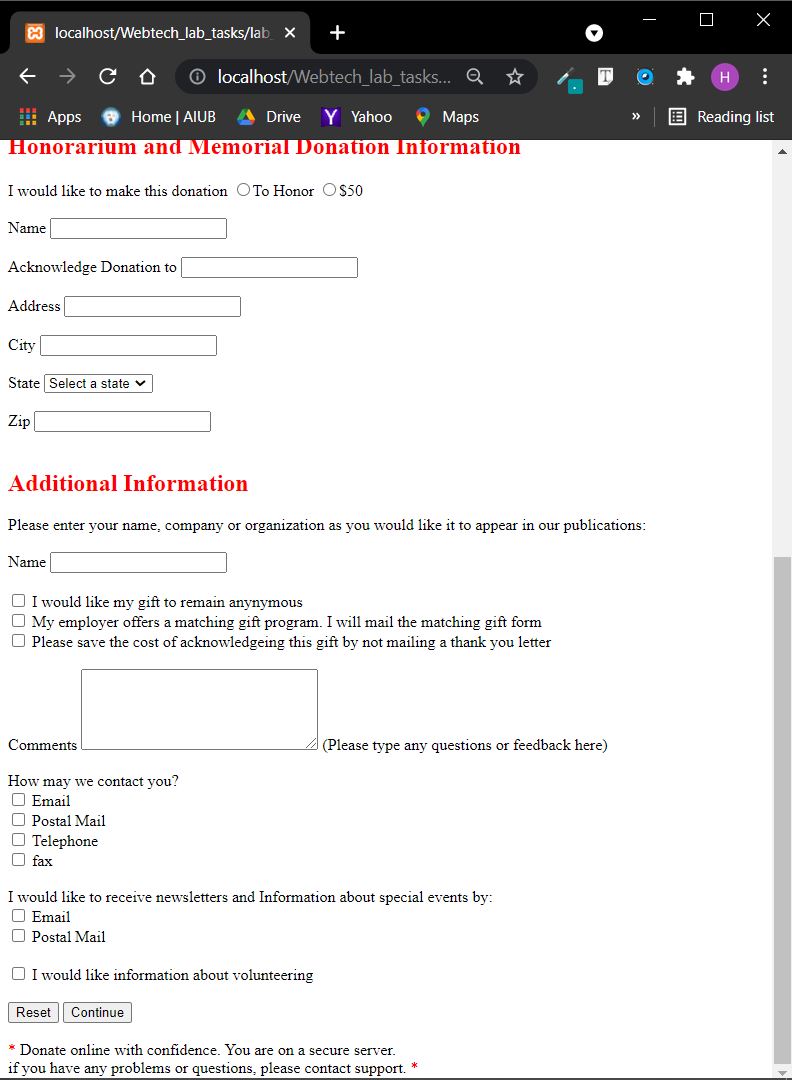 localhost/Webtech_lab_tasks/lab_
localhost/Webtech_lab_tasks... H
Apps Home | AIUB Drive Y Yahoo Maps » Reading list
Honorarium and Memorial Donation Information
I would like to make this donation To Honor $50
Name
Acknowledge Donation to
Address
City
State Select a state
Zip
Additional Information
Please enter your name, company or organization as you would like it to appear in our publications:
Name
I would like my gift to remain anynymous
My employer offers a matching gift program. I will mail the matching gift form
Please save the cost of acknowledgeing this gift by not mailing a thank you letter
Comments (Please type any questions or feedback here)
How may we contact you?
Email
Postal Mail
Telephone
fax
I would like to receive newsletters and Information about special events by:
Email
Postal Mail
I would like information about volunteering
Reset Continue
* Donate online with confidence. You are on a secure server.
if you have any problems or questions, please contact support. *